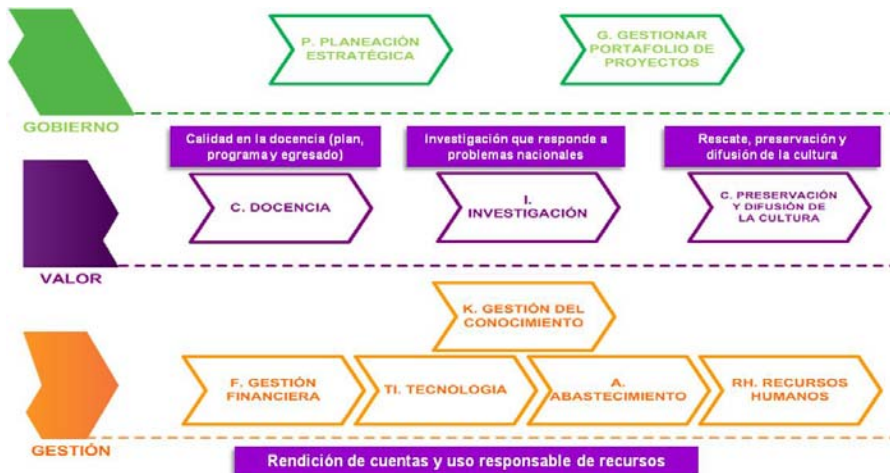 P. PLANEACIÓN
ESTRATÉGICA
G. GESTIONAR
PORTAFOLIO DE
PROYECTOS
GOBIERNO
Calidad en la docencia (plan,
programa y egresado)
Investigación que responde a
problemas nacionales
Rescate, preservación y
difusión de la cultura
C. DOCENCIA
I.
INVESTIGACIÓN
C. PRESERVACIÓN
Y DIFUSIÓN DE
LA CULTURA
VALOR
K. GESTIÓN DEL
CONOCIMIENTO
F. GESTIÓN
FINANCIERA
TI. TECNOLOGIA
A.
ABASTECIMIENTO
RH. RECURSOS
HUMANOS
GESTIÓN
Rendición de cuentas y uso responsable de recursos